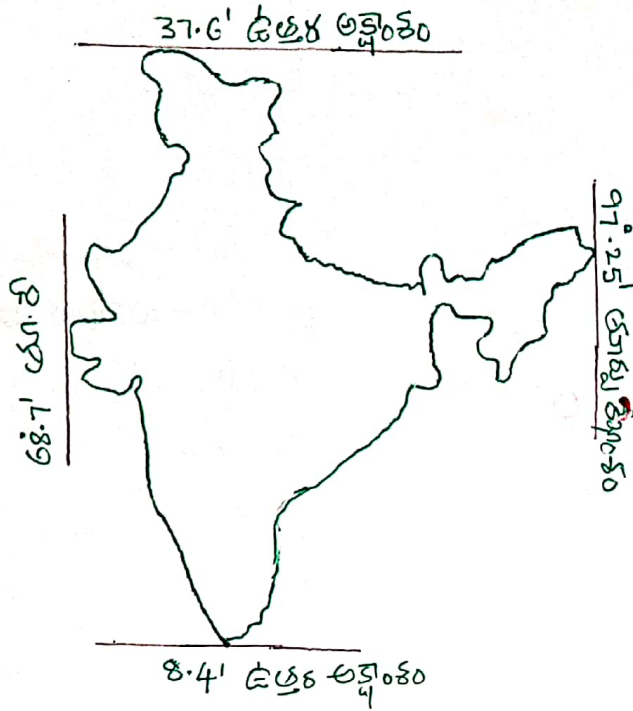 37.6' ఉత్తర అక్షాంశం
68°.7' తూ.రే
97°.25' తూర్పు రేఖాంశం
8.4' ఉత్తర అక్షాంశం